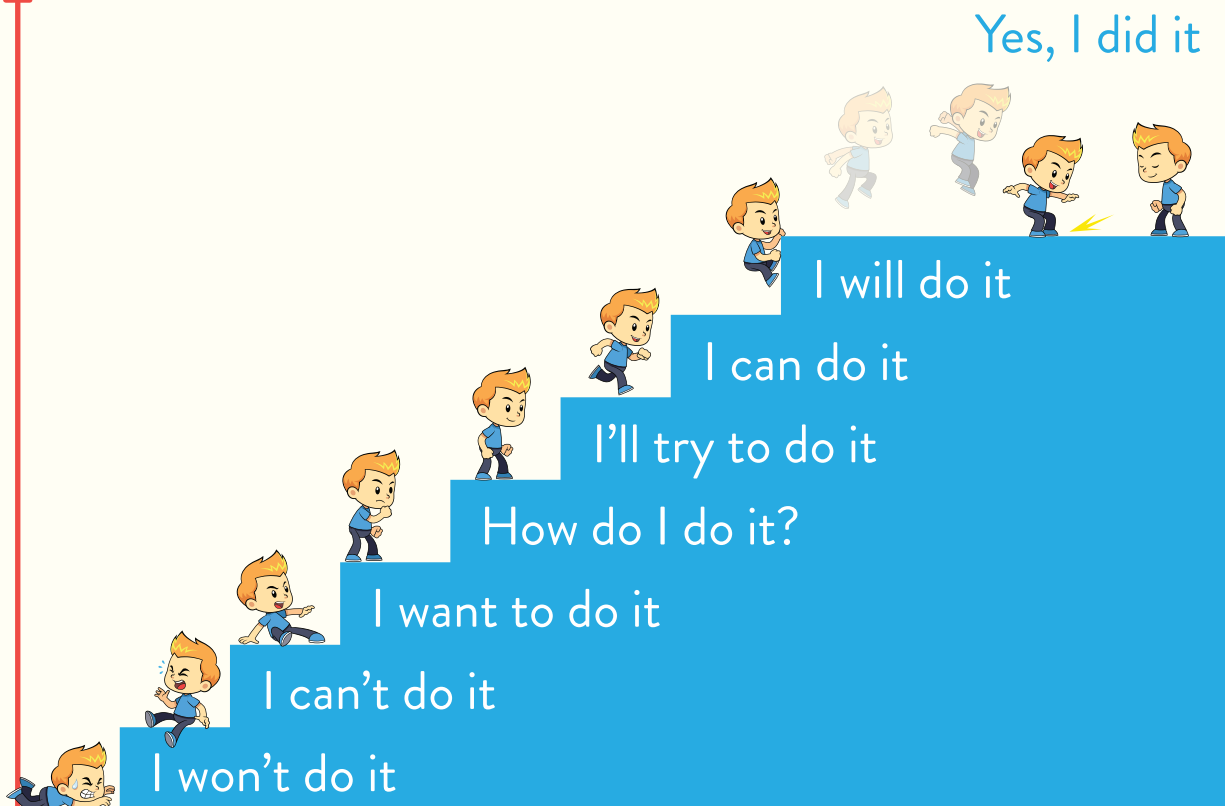 Yes, I did it
I will do it
I can do it
I’ll try to do it
How do I do it?
I want to do it
I can’t do it
I won’t do it